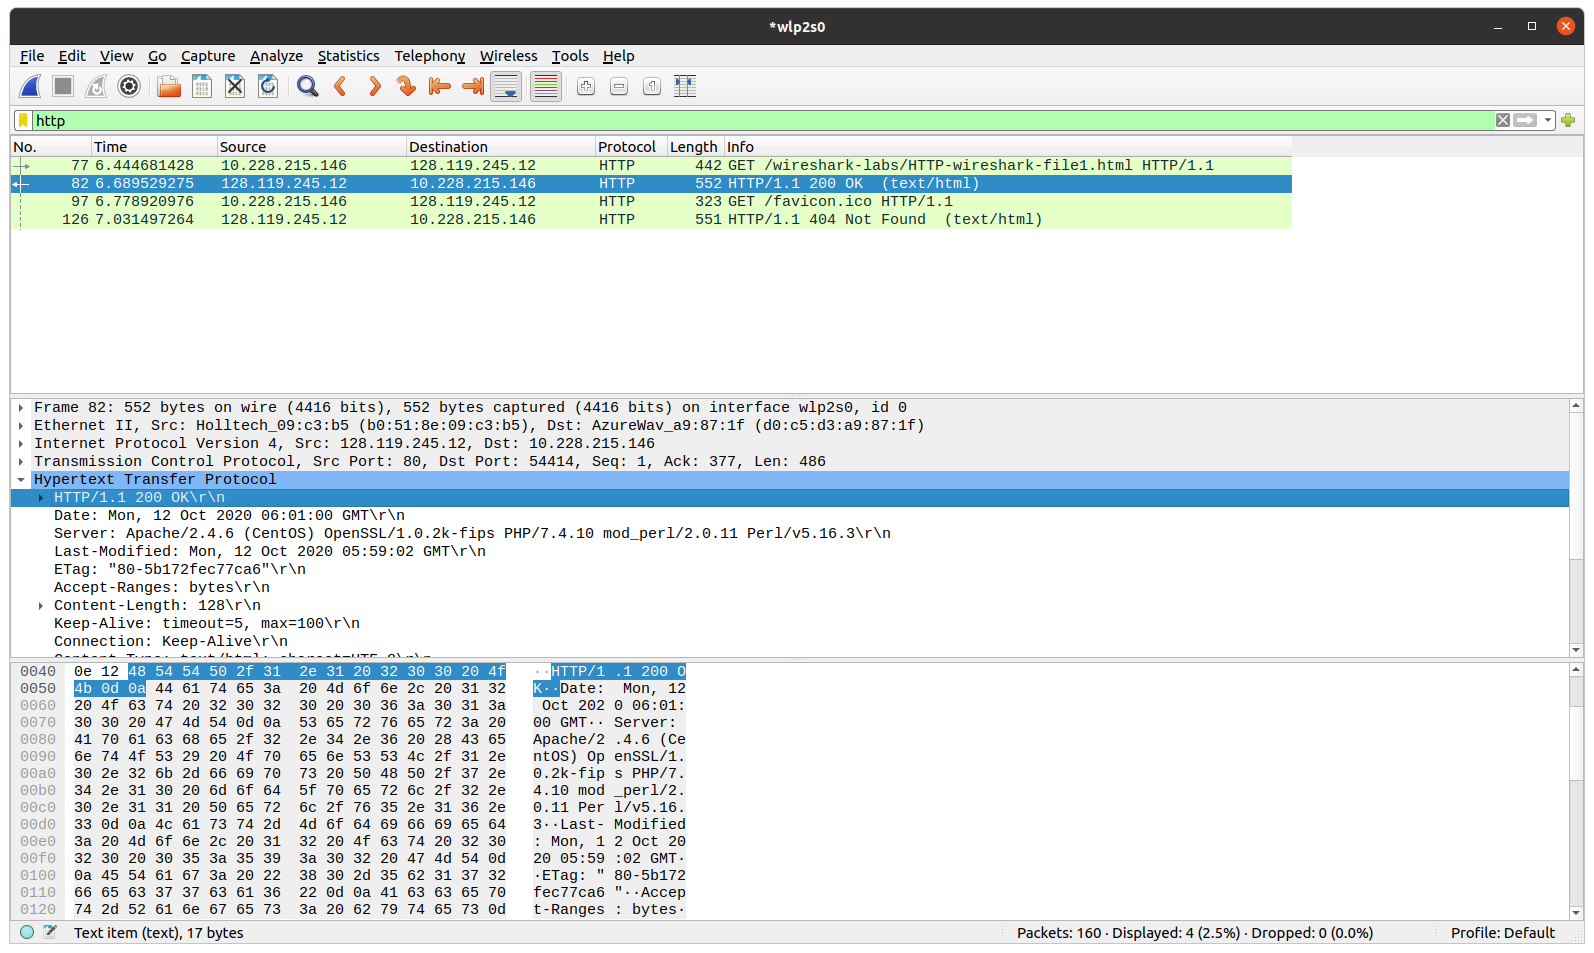 *wlp2s0
File Edit View Go Capture Analyze Statistics Telephony Wireless Tools Help
http
No. Time Source Destination Protocol Length Info
77 6.444681428 10.228.215.146 128.119.245.12 HTTP 442 GET /wireshark-labs/HTTP-wireshark-file1.html HTTP/1.1
82 6.689529275 128.119.245.12 10.228.215.146 HTTP 552 HTTP/1.1 200 OK (text/html)
97 6.778920976 10.228.215.146 128.119.245.12 HTTP 323 GET /favicon.ico HTTP/1.1
126 7.031497264 128.119.245.12 10.228.215.146 HTTP 551 HTTP/1.1 404 Not Found (text/html)
Frame 82: 552 bytes on wire (4416 bits), 552 bytes captured (4416 bits) on interface wlp2s0, id 0
Ethernet II, Src: Holltech_09:c3:b5 (b0:51:8e:09:c3:b5), Dst: AzureWav_a9:87:1f (d0:c5:d3:a9:87:1f)
Internet Protocol Version 4, Src: 128.119.245.12, Dst: 10.228.215.146
Transmission Control Protocol, Src Port: 80, Dst Port: 54414, Seq: 1, Ack: 377, Len: 486
Hypertext Transfer Protocol
HTTP/1.1 200 OK\r\n
Date: Mon, 12 Oct 2020 06:01:00 GMT\r\n
Server: Apache/2.4.6 (CentOS) OpenSSL/1.0.2k-fips PHP/7.4.10 mod_perl/2.0.11 Perl/v5.16.3\r\n
Last-Modified: Mon, 12 Oct 2020 05:59:02 GMT\r\n
ETag: "80-5b172fec77ca6"\r\n
Accept-Ranges: bytes\r\n
Content-Length: 128\r\n
Keep-Alive: timeout=5, max=100\r\n
Connection: Keep-Alive\r\n
Content-Type: text/html; charset=UTF-8\r\n
0040 0e 12 48 54 54 50 2f 31 2e 31 20 32 30 30 20 4f ··HTTP/1 .1 200 O
0050 4b 0d 0a 44 61 74 65 3a 20 4d 6f 6e 2c 20 31 32 K··Date: Mon, 12
0060 20 4f 63 74 20 32 30 32 30 20 30 36 3a 30 31 3a Oct 202 0 06:01:
0070 30 30 20 47 4d 54 0d 0a 53 65 72 76 65 72 3a 20 00 GMT·· Server:
0080 41 70 61 63 68 65 2f 32 2e 34 2e 36 20 28 43 65 Apache/2 .4.6 (Ce
0090 6e 74 4f 53 29 20 4f 70 65 6e 53 53 4c 2f 31 2e ntOS) Op enSSL/1.
00a0 30 2e 32 6b 2d 66 69 70 73 20 50 48 50 2f 37 2e 0.2k-fip s PHP/7.
00b0 34 2e 31 30 20 6d 6f 64 5f 70 65 72 6c 2f 32 2e 4.10 mod _perl/2.
00c0 30 2e 31 31 20 50 65 72 6c 2f 76 35 2e 31 36 2e 0.11 Per l/v5.16.
00d0 33 0d 0a 4c 61 73 74 2d 4d 6f 64 69 66 69 65 64 3··Last- Modified
00e0 3a 20 4d 6f 6e 2c 20 31 32 20 4f 63 74 20 32 30 : Mon, 1 2 Oct 20
00f0 32 30 20 30 35 3a 35 39 3a 30 32 20 47 4d 54 0d 20 05:59 :02 GMT·
0100 0a 45 54 61 67 3a 20 22 38 30 2d 35 62 31 37 32 ·ETag: " 80-5b172
0110 66 65 63 37 37 63 61 36 22 0d 0a 41 63 63 65 70 fec77ca6 "··Accep
0120 74 2d 52 61 6e 67 65 73 3a 20 62 79 74 65 73 0d t-Ranges : bytes·
Text item (text), 17 bytes Packets: 160 · Displayed: 4 (2.5%) · Dropped: 0 (0.0%) Profile: Default